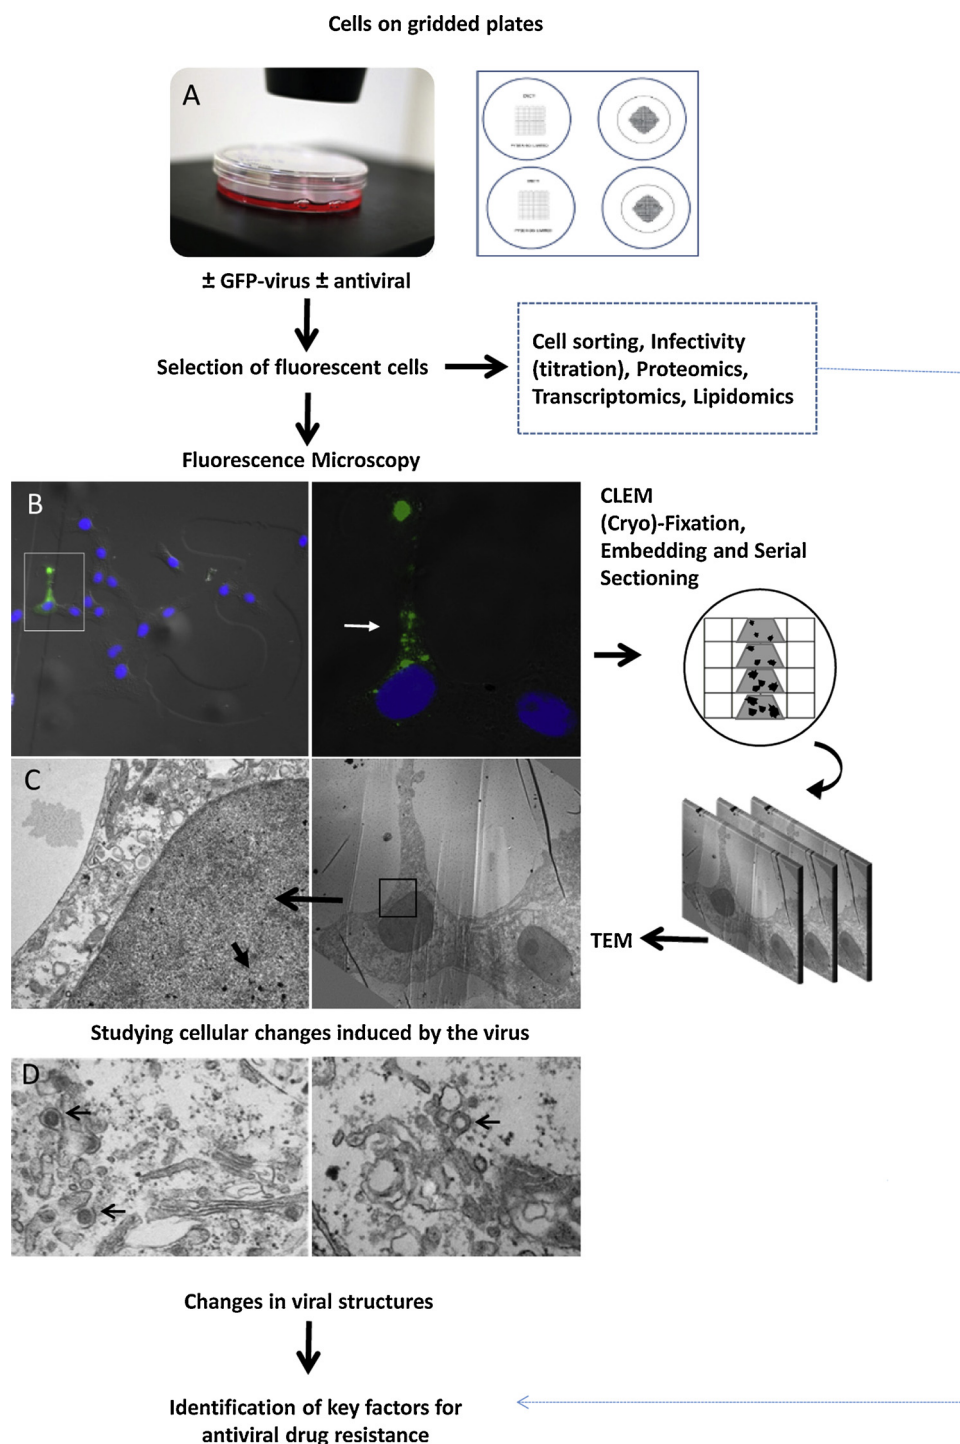 Cells on gridded plates
A
± GFP-virus ± antiviral
Selection of fluorescent cells
Cell sorting, Infectivity
(titration), Proteomics,
Transcriptomics, Lipidomics
Fluorescence Microscopy
B
CLEM
(Cryo)-Fixation,
Embedding and Serial
Sectioning
C
TEM
Studying cellular changes induced by the virus
D
Changes in viral structures
Identification of key factors for
antiviral drug resistance